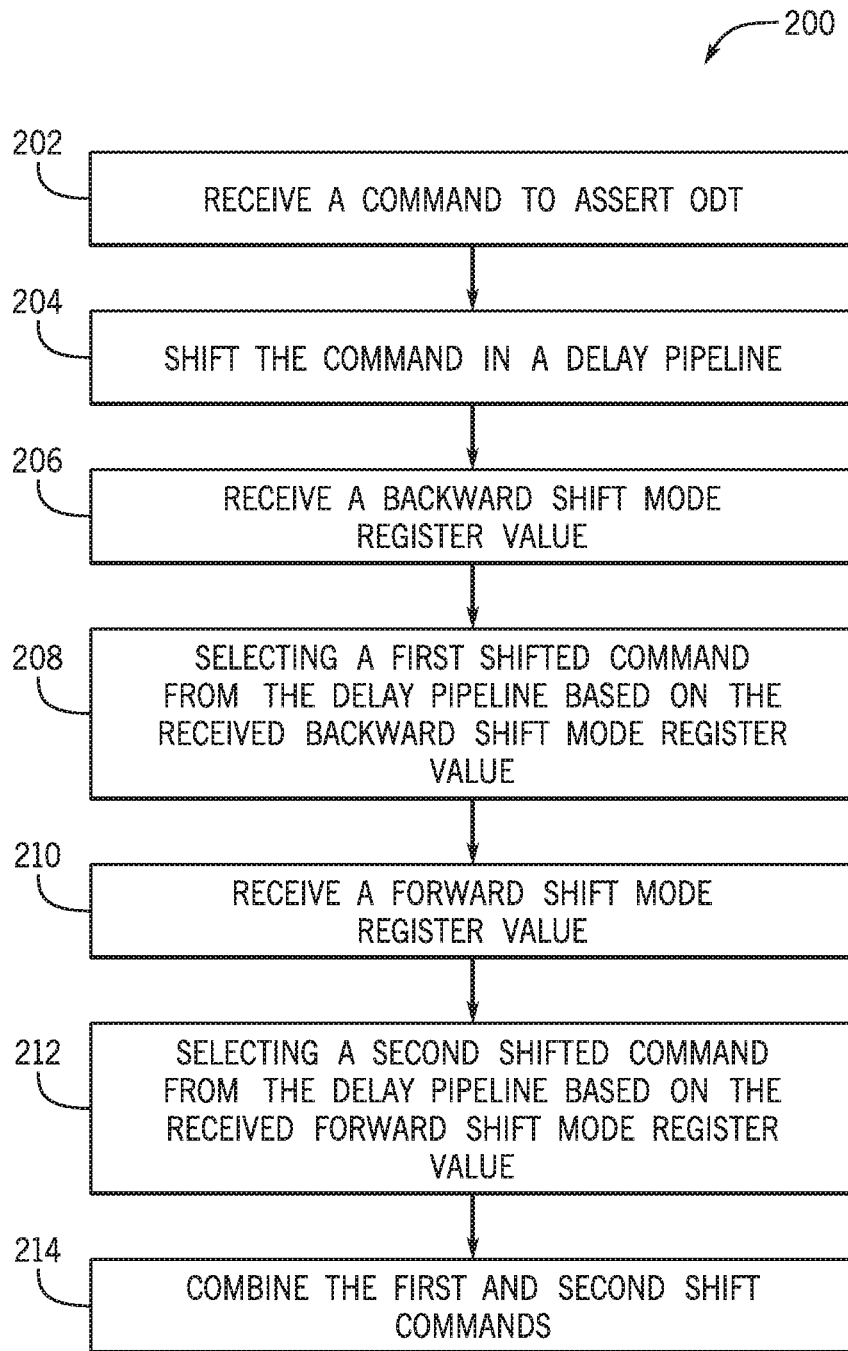 200
202
RECEIVE A COMMAND TO ASSERT ODT
204
SHIFT THE COMMAND IN A DELAY PIPELINE
206
RECEIVE A BACKWARD SHIFT MODE
REGISTER VALUE
208
SELECTING A FIRST SHIFTED COMMAND
FROM THE DELAY PIPELINE BASED ON THE
RECEIVED BACKWARD SHIFT MODE REGISTER
VALUE
210
RECEIVE A FORWARD SHIFT MODE
REGISTER VALUE
212
SELECTING A SECOND SHIFTED COMMAND
FROM THE DELAY PIPELINE BASED ON THE
RECEIVED FORWARD SHIFT MODE REGISTER
VALUE
214
COMBINE THE FIRST AND SECOND SHIFT
COMMANDS